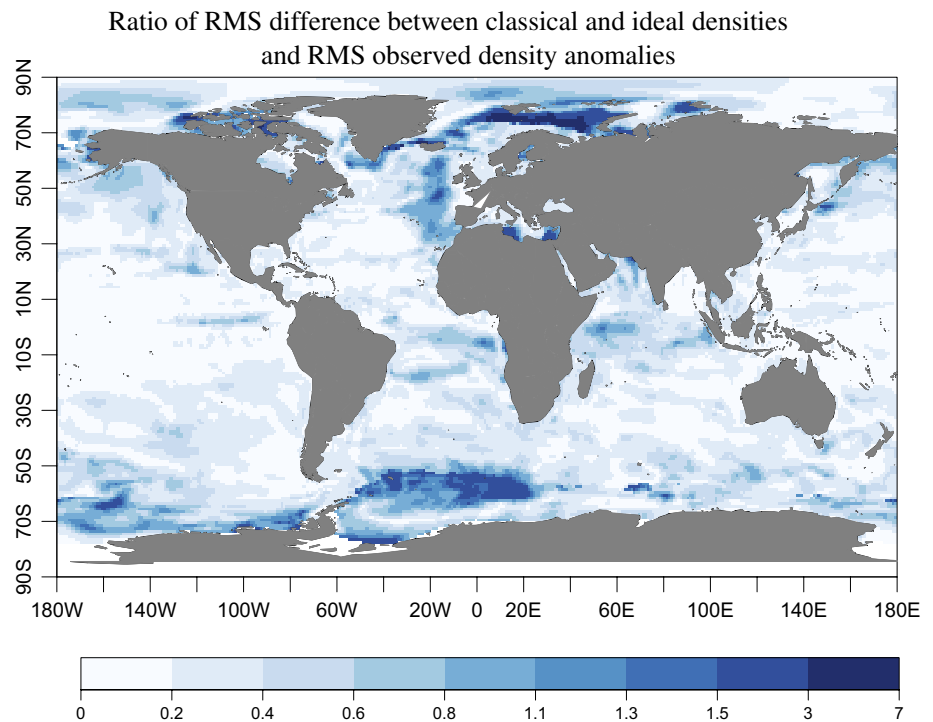 Ratio of RMS difference between classical and ideal densities
and RMS observed density anomalies
90N
70N
50N
30N
10N
10S
30S
50S
70S
90S
180W 140W 100W 60W 20W 0 20E 60E 100E 140E 180E
0 0.2 0.4 0.6 0.8 1.1 1.3 1.5 3 7